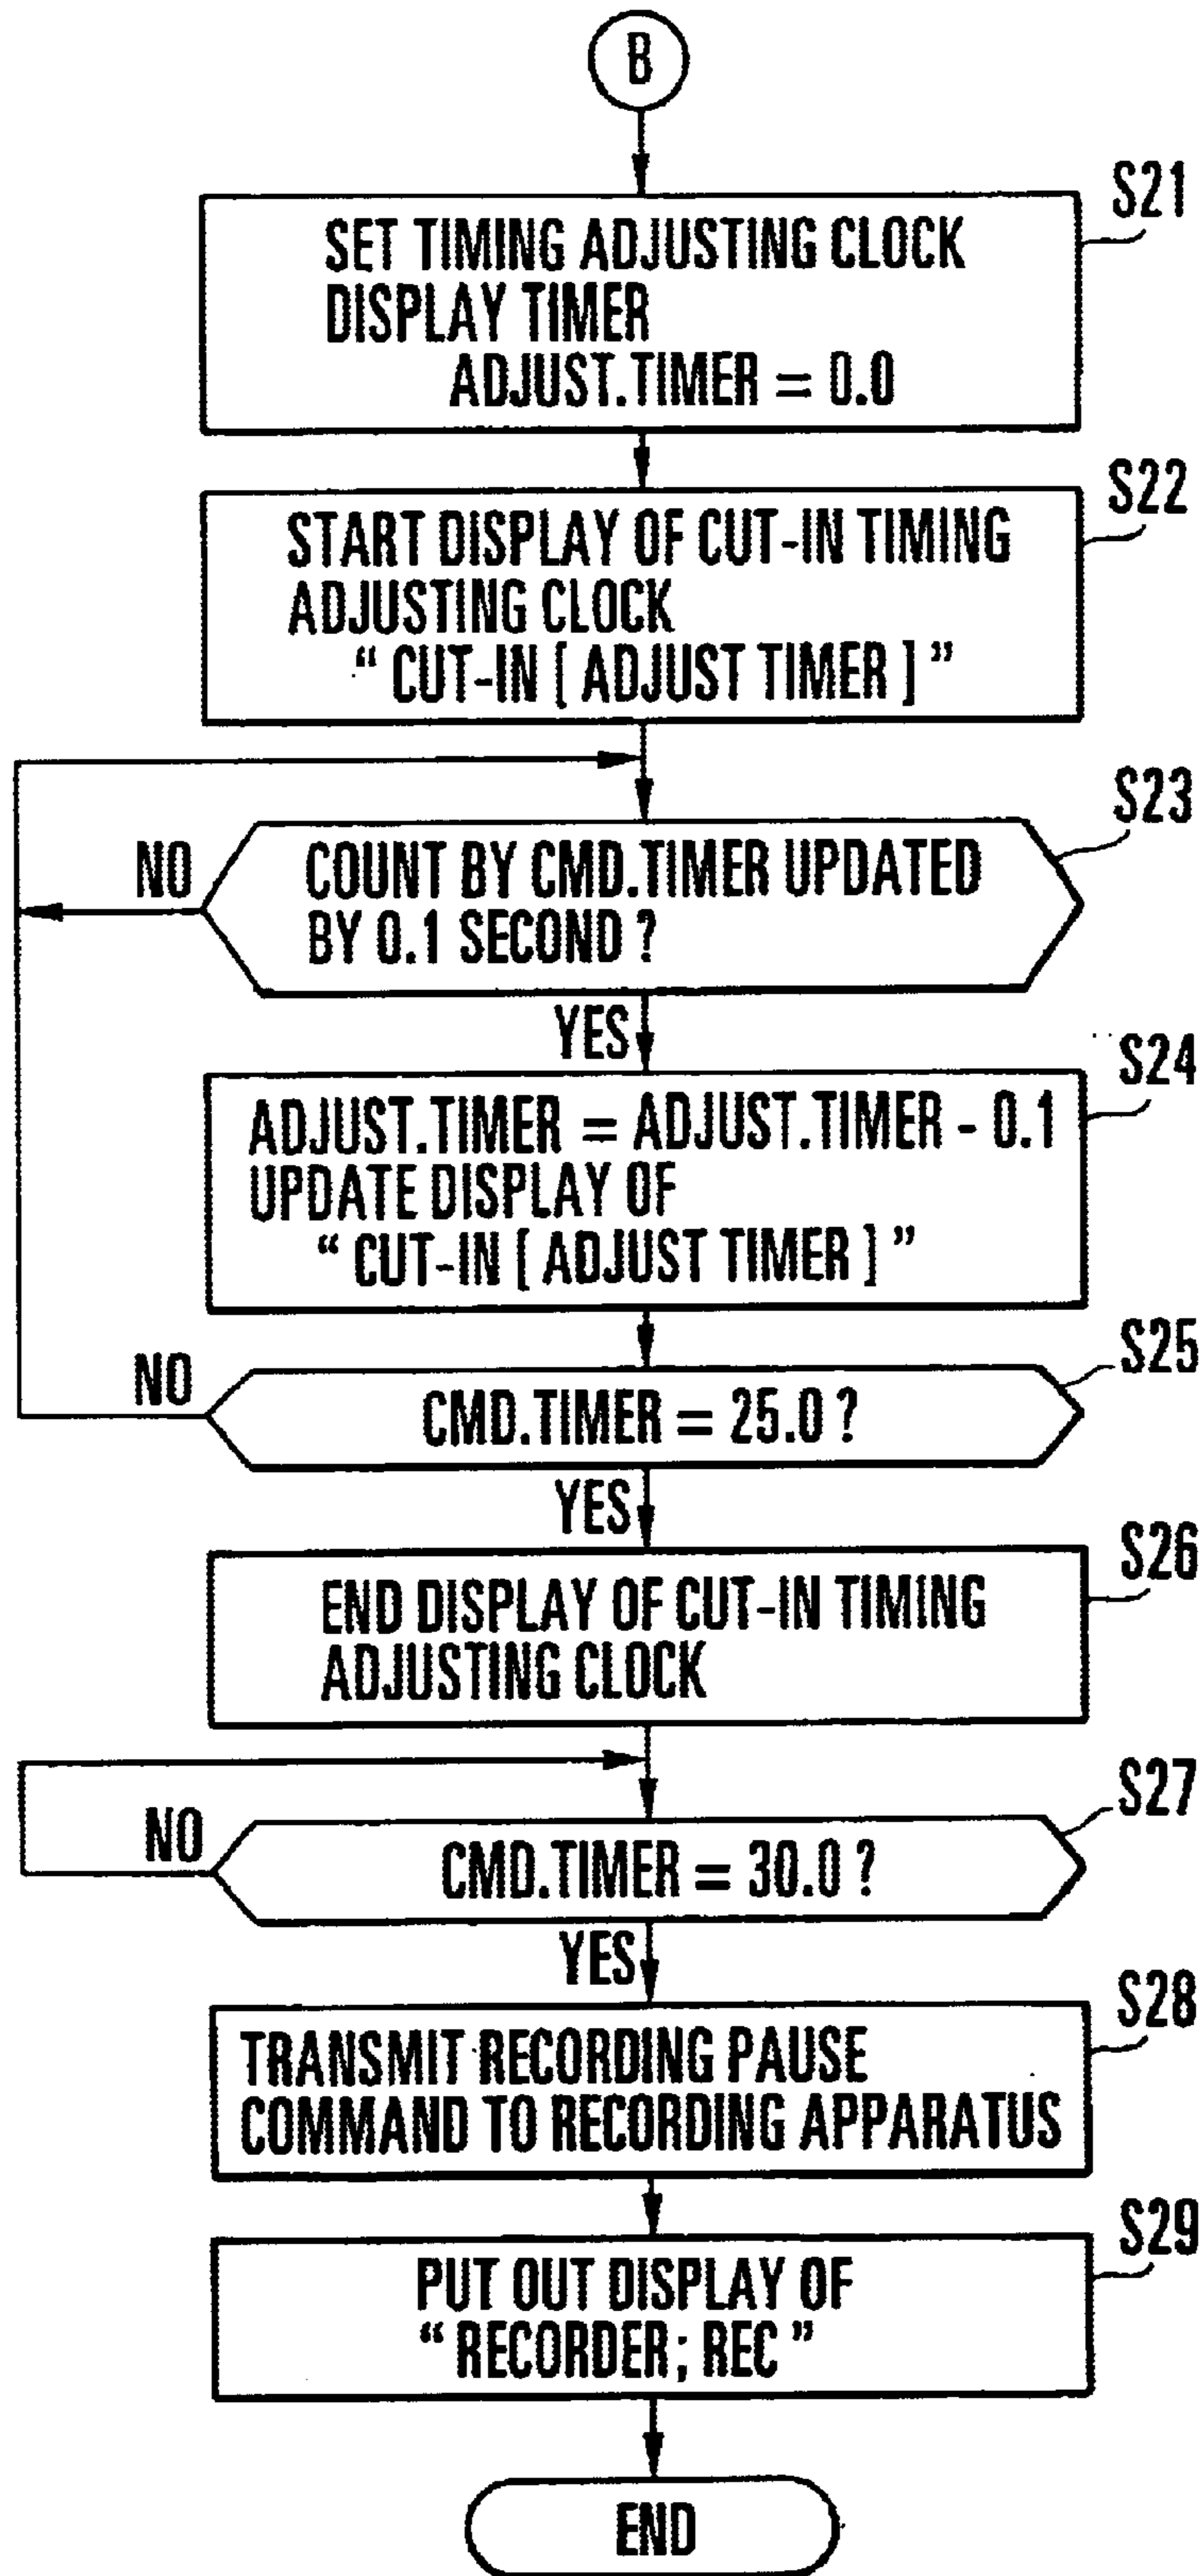 B
S21
SET TIMING ADJUSTING CLOCK
DISPLAY TIMER
ADJUST.TIMER = 0.0
S22
START DISPLAY OF CUT-IN TIMING
ADJUSTING CLOCK
“ CUT-IN [ ADJUST TIMER ] ”
S23
NO
COUNT BY CMD.TIMER UPDATED
BY 0.1 SECOND ?
YES
S24
ADJUST.TIMER = ADJUST.TIMER - 0.1
UPDATE DISPLAY OF
“ CUT-IN [ ADJUST TIMER ] ”
S25
NO
CMD.TIMER = 25.0 ?
YES
S26
END DISPLAY OF CUT-IN TIMING
ADJUSTING CLOCK
S27
NO
CMD.TIMER = 30.0 ?
YES
S28
TRANSMIT RECORDING PAUSE
COMMAND TO RECORDING APPARATUS
S29
PUT OUT DISPLAY OF
“ RECORDER ; REC ”
END